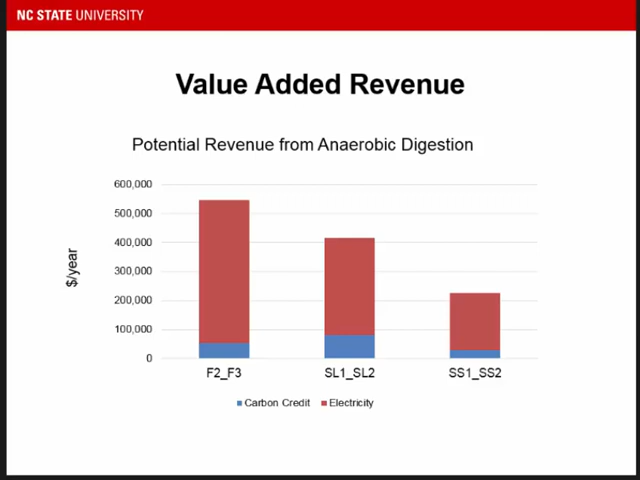 NC STATE UNIVERSITY
Value Added Revenue
Potential Revenue from Anaerobic Digestion
600,000
500,000
400,000
300,000
200,000
100,000
0
$/year
F2_F3 SL1_SL2 SS1_SS2
Carbon Credit Electricity